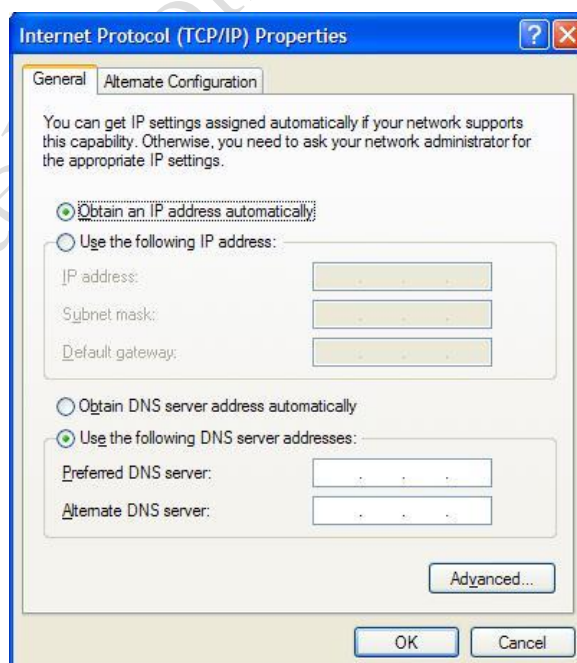 Internet Protocol (TCP/IP) Properties
General
Alternate Configuration
You can get IP settings assigned automatically if your network supports
this capability. Otherwise, you need to ask your network administrator for
the appropriate IP settings.
Obtain an IP address automatically
Use the following IP address:
IP address:
Subnet mask:
Default gateway:
Obtain DNS server address automatically
Use the following DNS server addresses:
Preferred DNS server:
Alternate DNS server:
Advanced...
OK
Cancel